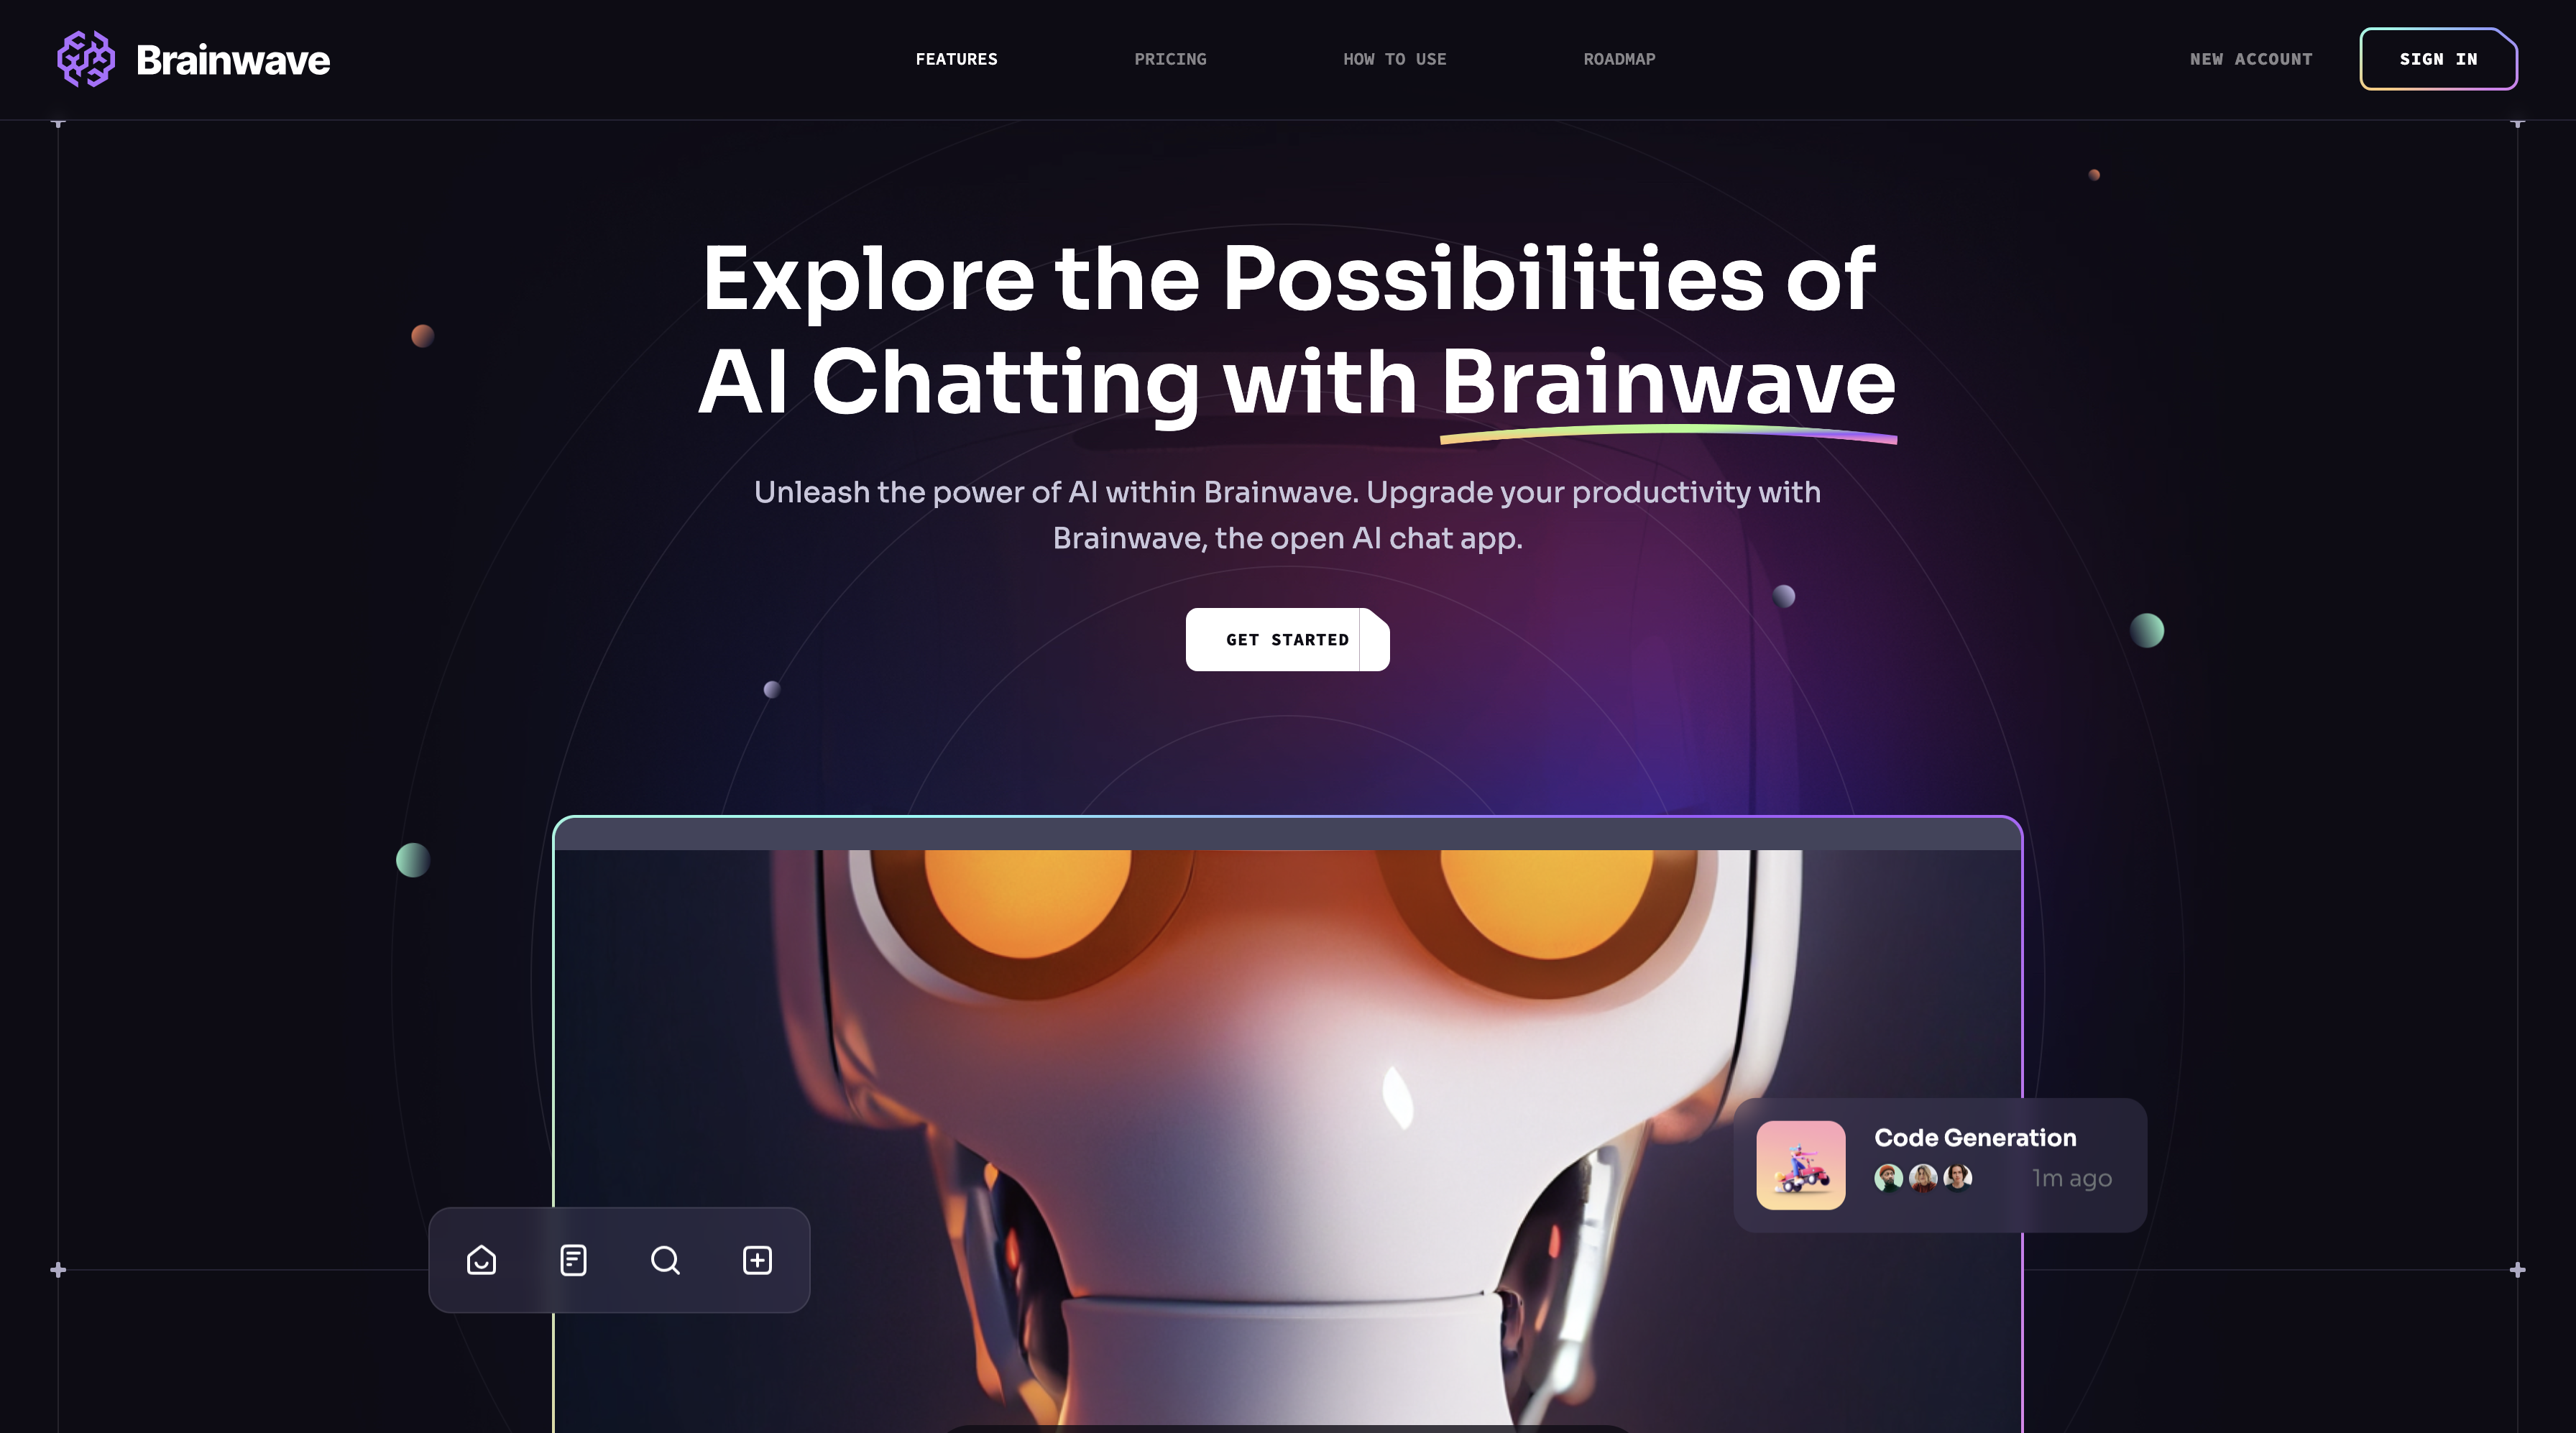 Brainwave
FEATURES
PRICING
HOW TO USE
ROADMAP
NEW ACCOUNT
SIGN IN
Explore the Possibilities of
AI Chatting with Brainwave
Unleash the power of AI within Brainwave. Upgrade your productivity with
Brainwave, the open AI chat app.
GET STARTED
Code Generation
1m ago